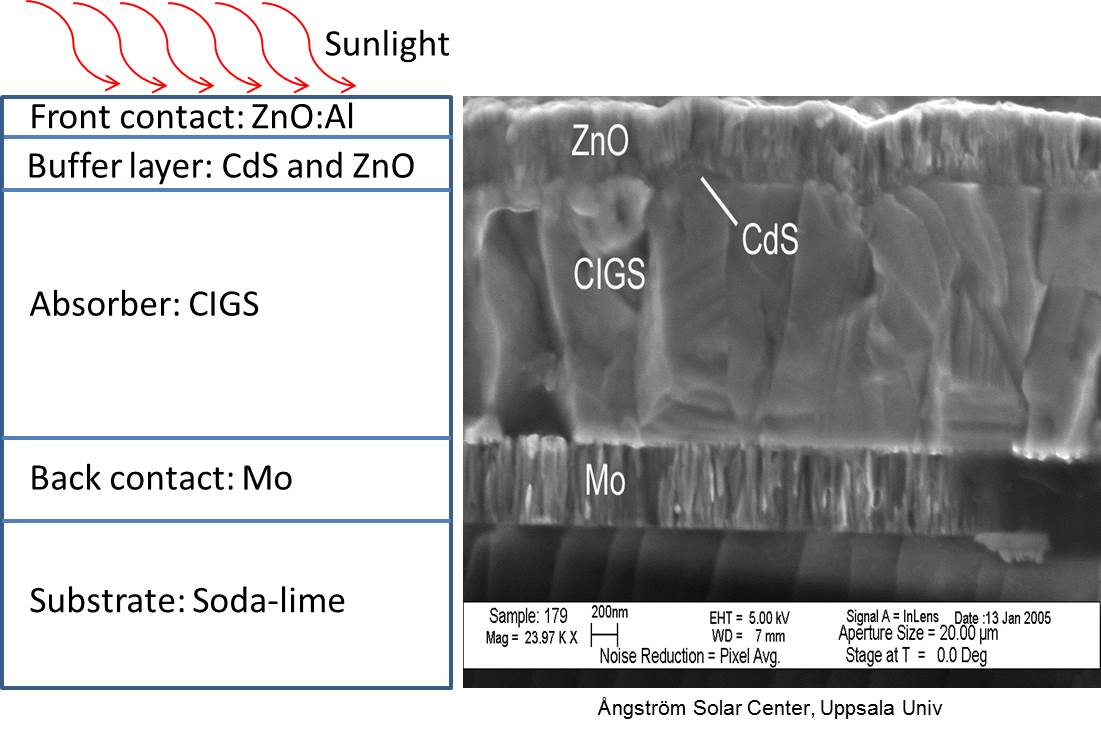 Sunlight
Front contact: ZnO:Al
Buffer layer: CdS and ZnO
Absorber: CIGS
Back contact: Mo
Substrate: Soda-lime
ZnO
CdS
CIGS
Mo
Sample: 179
Mag = 23.97 K X
200nm
EHT = 5.00 kV
WD = 7 mm
Noise Reduction = Pixel Avg.
Signal A = InLens
Date :13 Jan 2005
Aperture Size = 20.00 µm
Stage at T = 0.0 Deg
Ångström Solar Center, Uppsala Univ